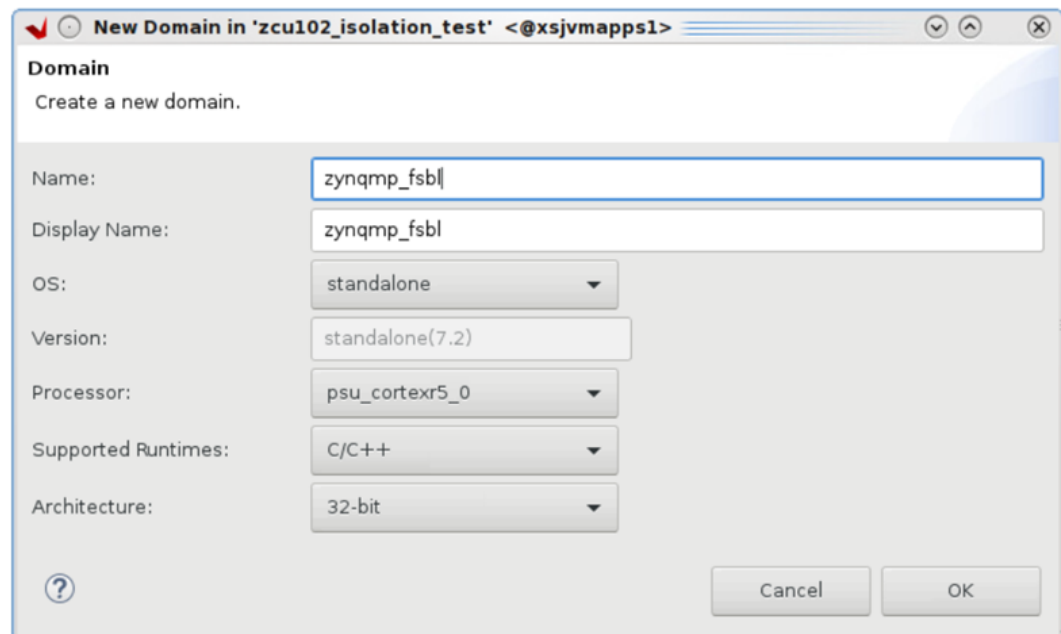 New Domain in 'zcu102_isolation_test' <@xsjvmapps1>
Domain
Create a new domain.
Name: zynqmp_fsbl
Display Name: zynqmp_fsbl
OS: standalone
Version: standalone(7.2)
Processor: psu_cortexr5_0
Supported Runtimes: C/C++
Architecture: 32-bit
? Cancel OK